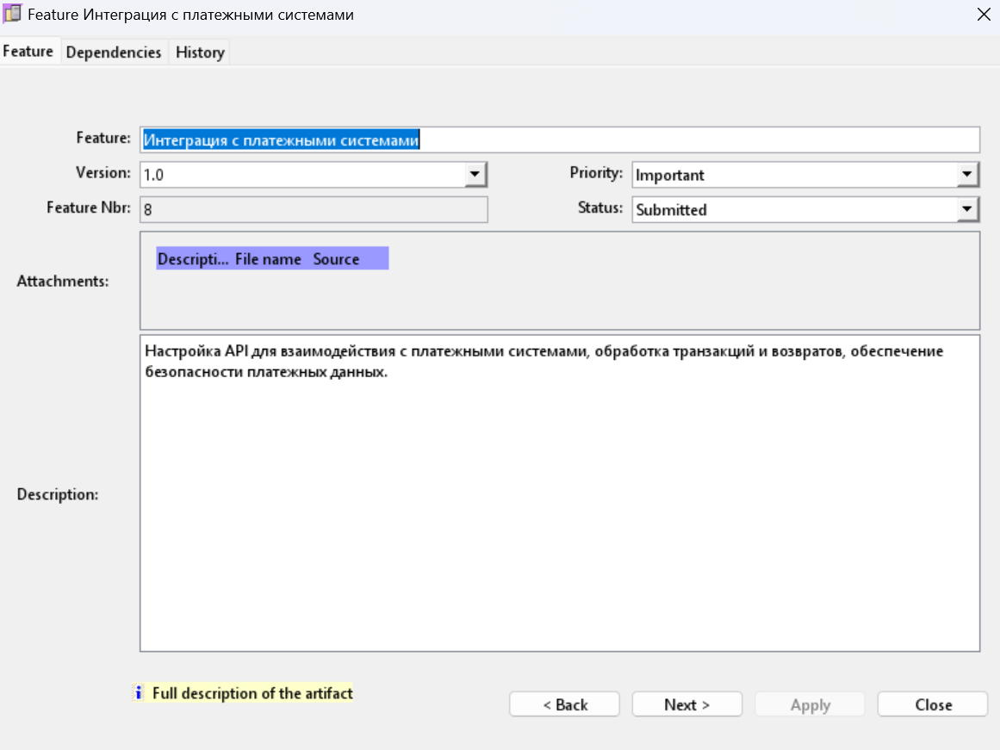 Feature Интеграция с платежными системами
Feature Dependencies History
Feature: Интеграция с платежными системами
Version: 1.0 Priority: Important
Feature Nbr: 8 Status: Submitted
Descripti... File name Source
Attachments:
Настройка API для взаимодействия с платежными системами, обработка транзакций и возвратов, обеспечение
безопасности платежных данных.
Description:
i Full description of the artifact
< Back Next > Apply Close